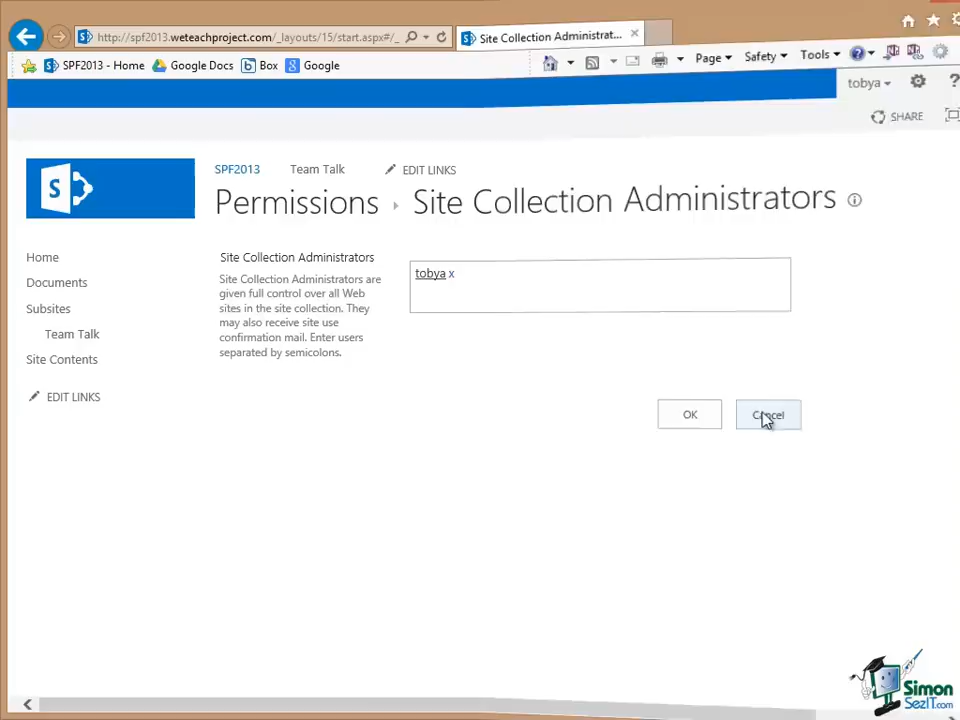 http://spf2013.weteachproject.com/_layouts/15/start.aspx#/_
Site Collection Administrat...
SPF2013 - Home
Google Docs
Box
Google
Page
Safety
Tools
tobya
SHARE
SPF2013
Team Talk
EDIT LINKS
Permissions
Site Collection Administrators
Home
Documents
Subsites
Team Talk
Site Contents
EDIT LINKS
Site Collection Administrators
Site Collection Administrators are
given full control over all Web
sites in the site collection. They
may also receive site use
confirmation mail. Enter users
separated by semicolons.
tobya x
OK
Cancel
Simon
SezIT.com